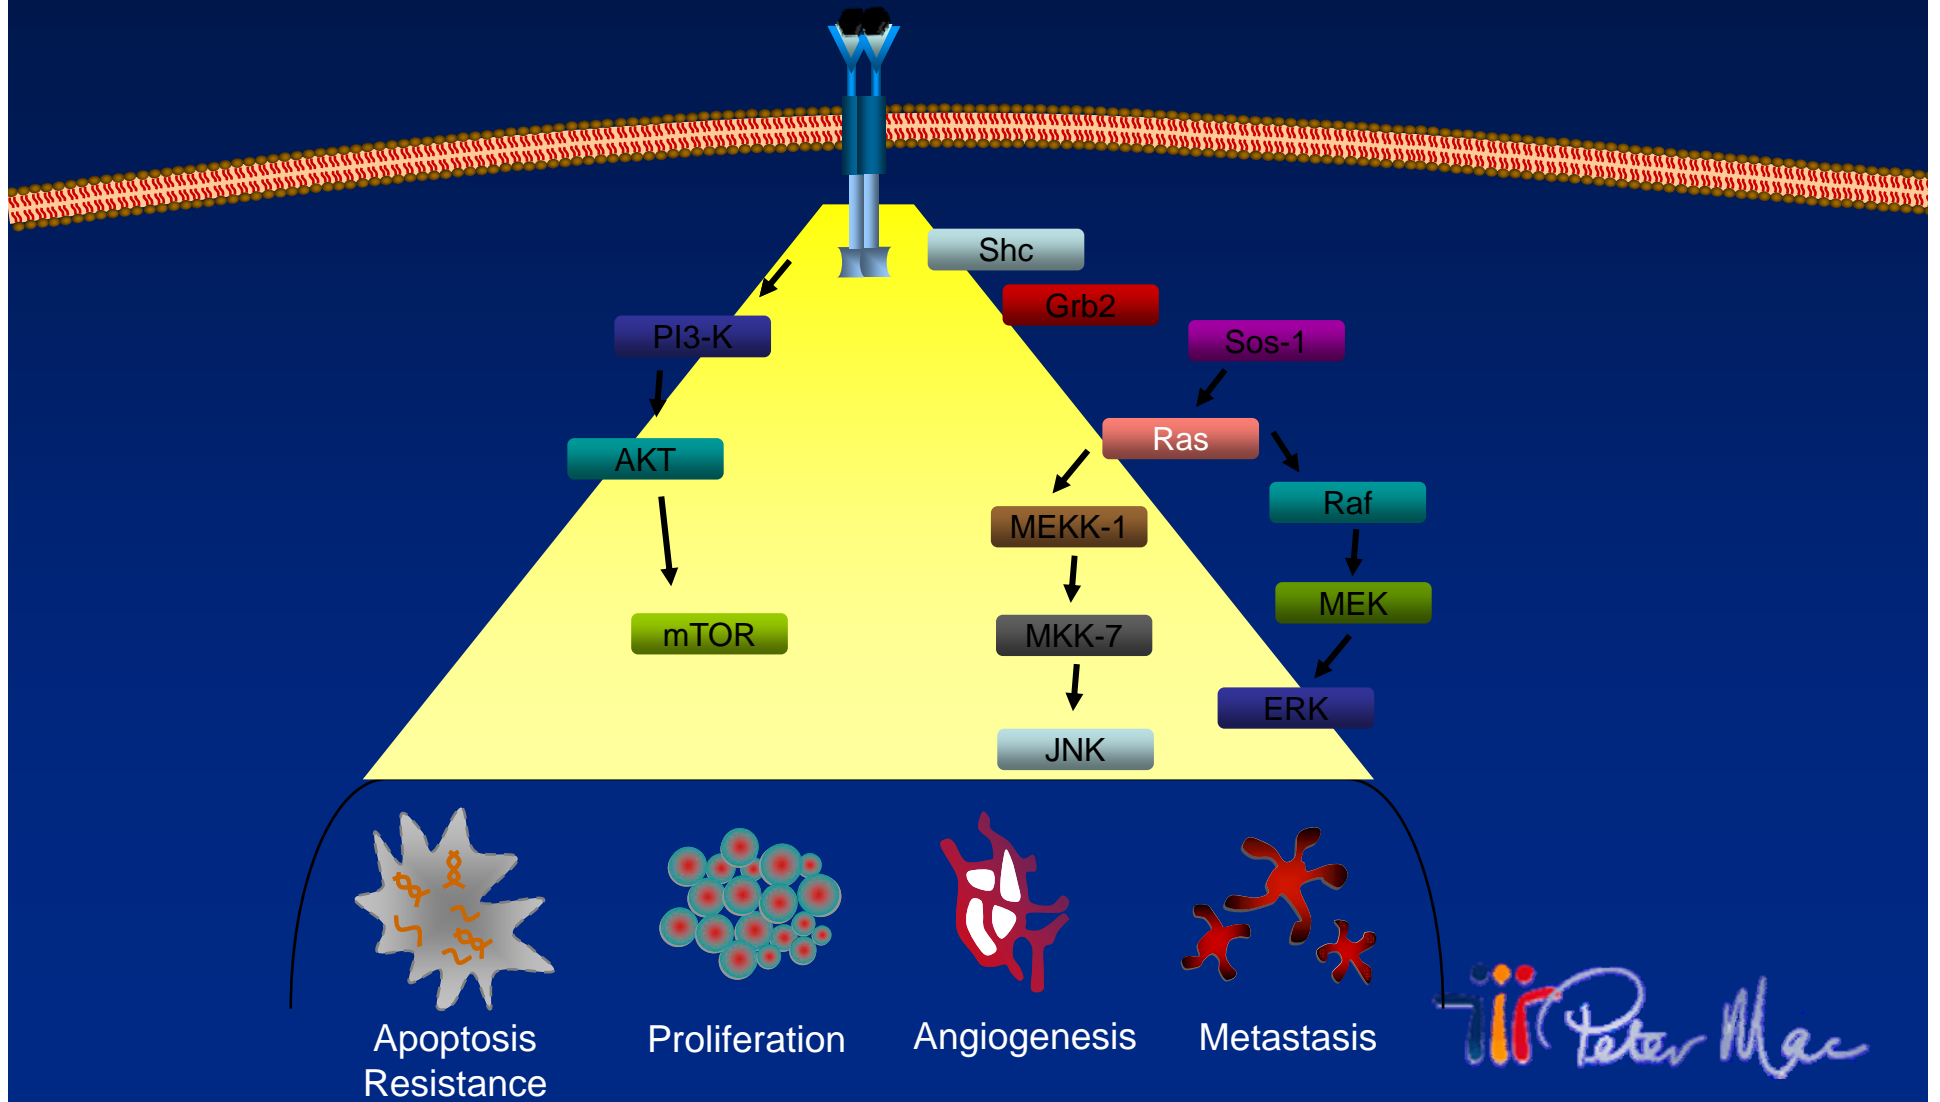 Shc
Grb2
PI3-K
Sos-1
AKT
Ras
Raf
MEKK-1
MEK
mTOR
MKK-7
ERK
JNK
Apoptosis
Resistance
Proliferation
Angiogenesis
Metastasis
Peter Mac